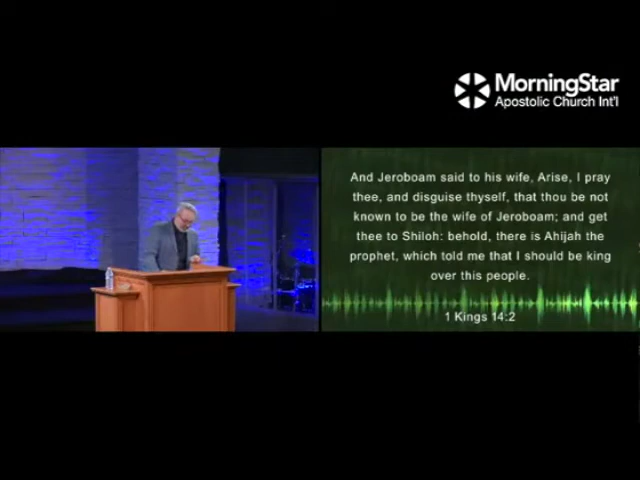 MorningStar
Apostolic Church Int'l
And Jeroboam said to his wife, Arise, I pray
thee, and disguise thyself, that thou be not
known to be the wife of Jeroboam; and get
thee to Shiloh: behold, there is Ahijah the
prophet, which told me that I should be king
over this people.
1 Kings 14:2